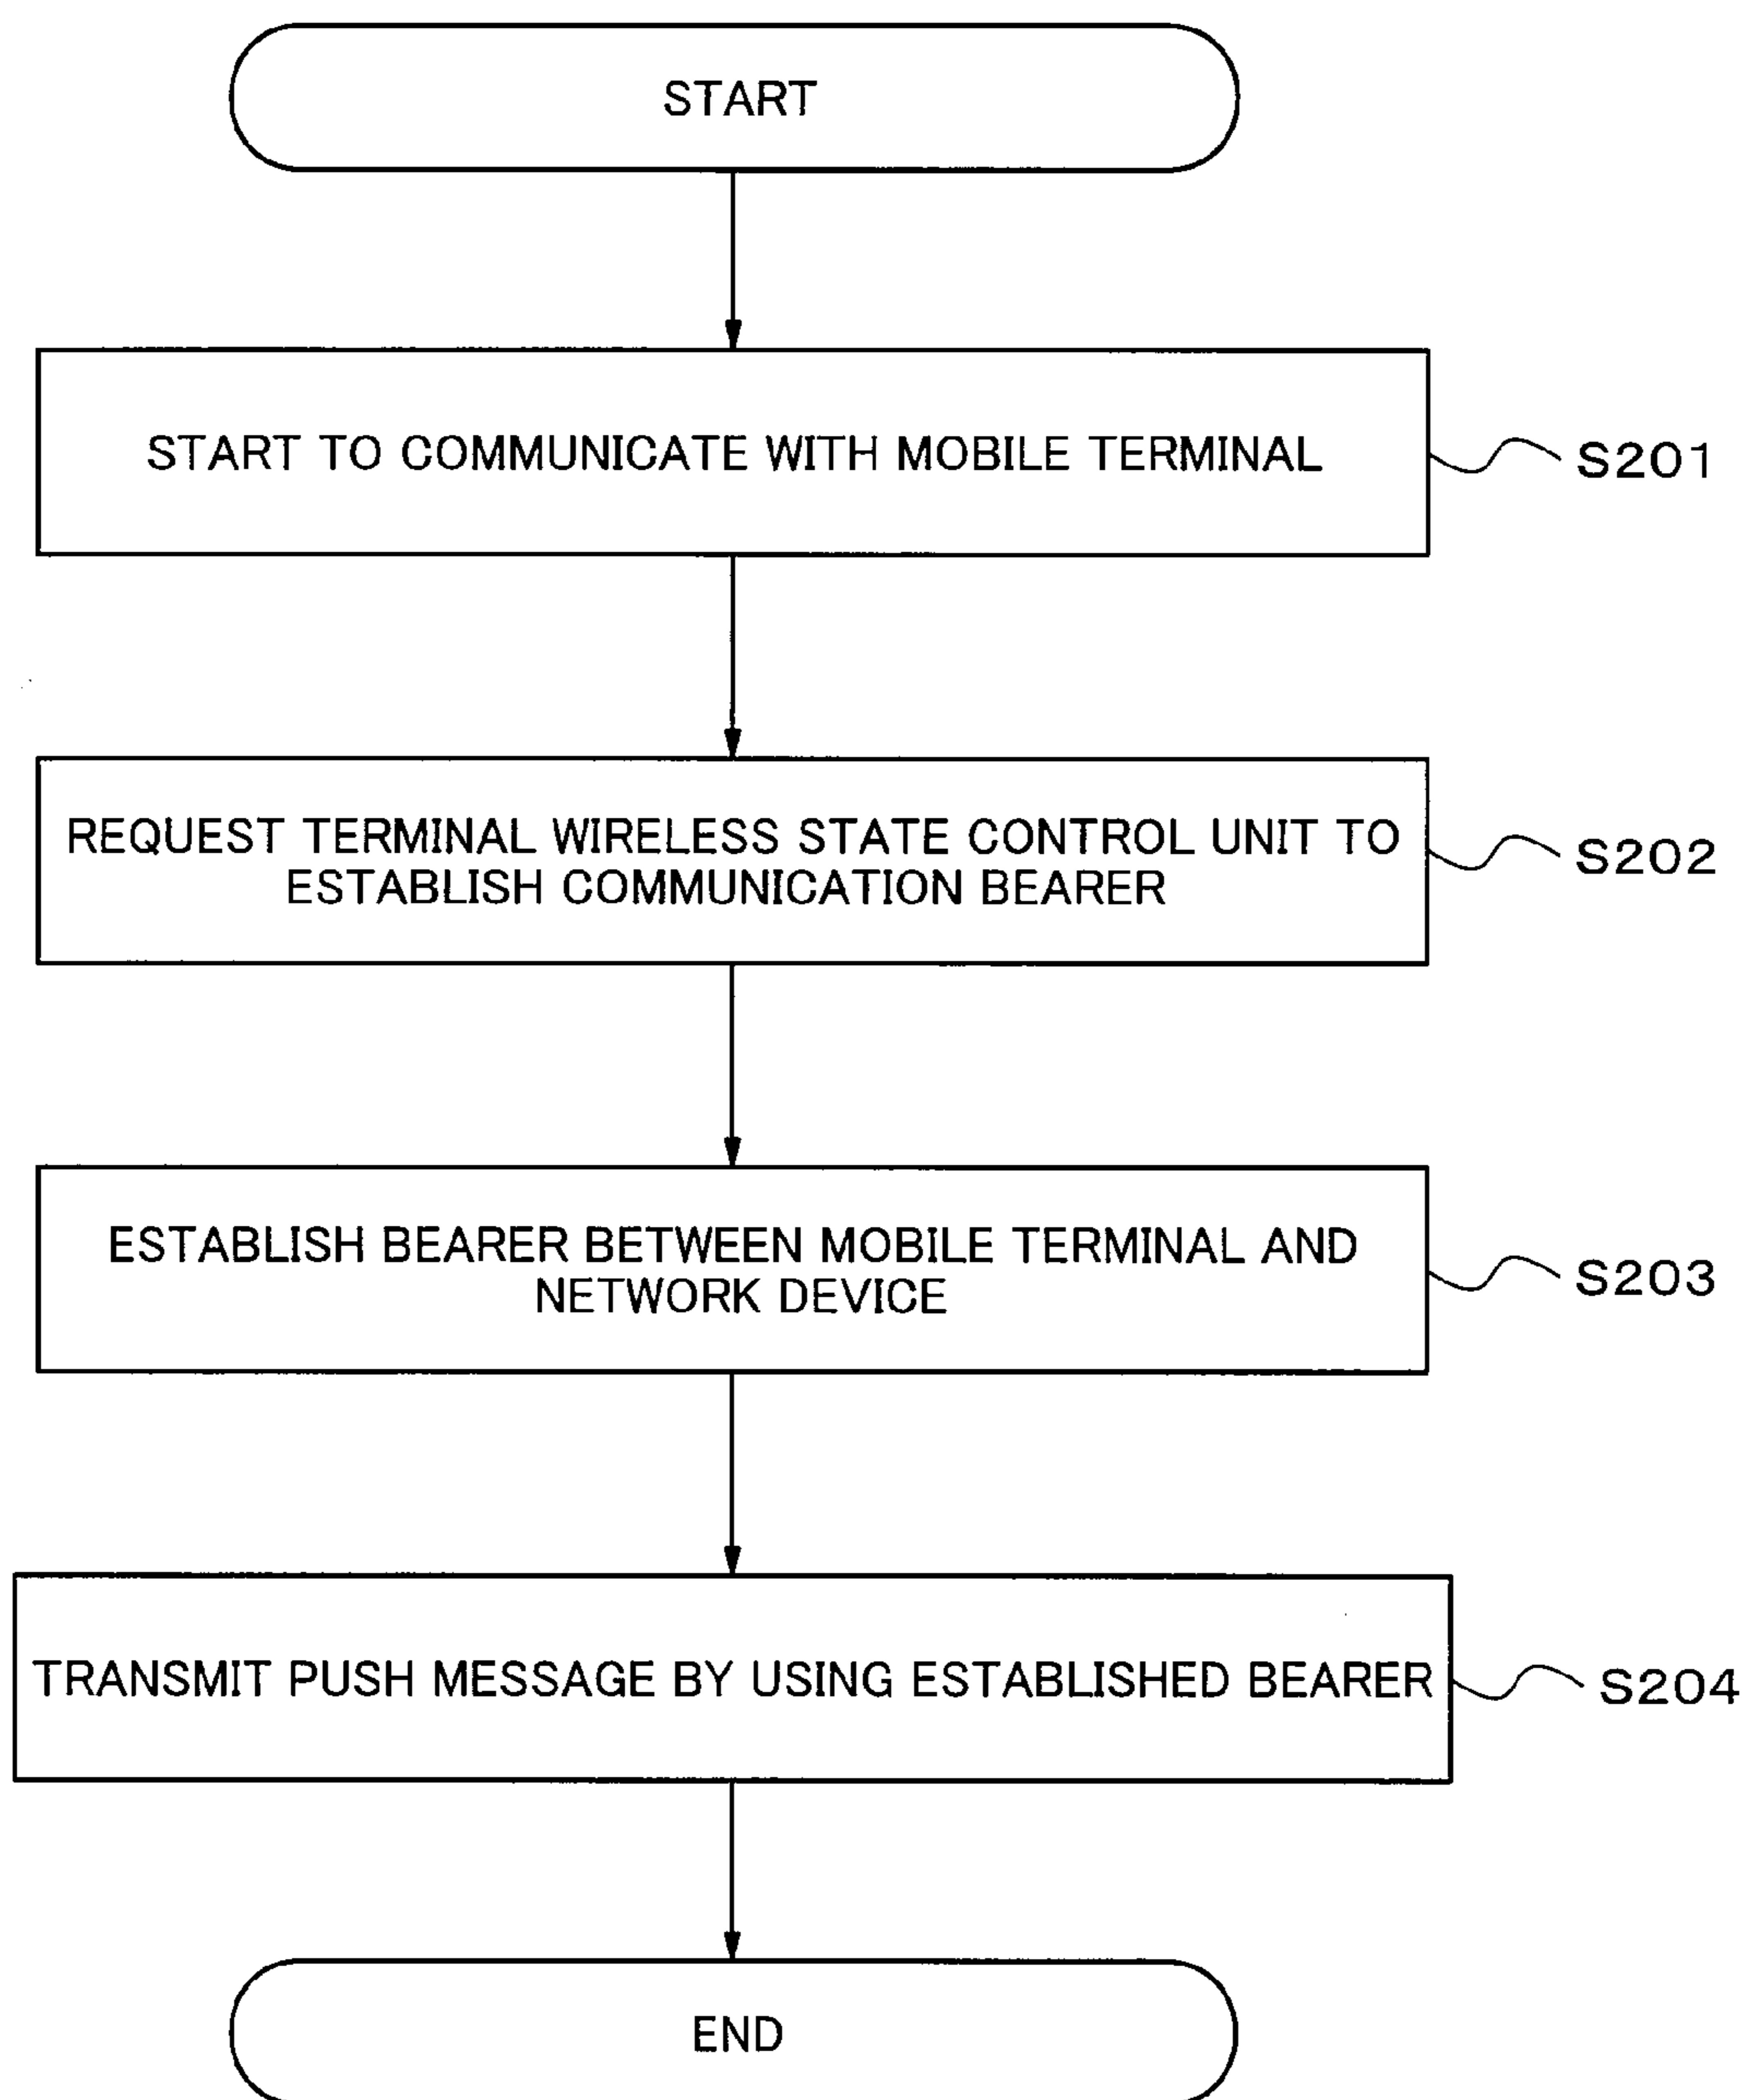 START
START TO COMMUNICATE WITH MOBILE TERMINAL
S201
REQUEST TERMINAL WIRELESS STATE CONTROL UNIT TO
ESTABLISH COMMUNICATION BEARER
S202
ESTABLISH BEARER BETWEEN MOBILE TERMINAL AND
NETWORK DEVICE
S203
TRANSMIT PUSH MESSAGE BY USING ESTABLISHED BEARER
S204
END